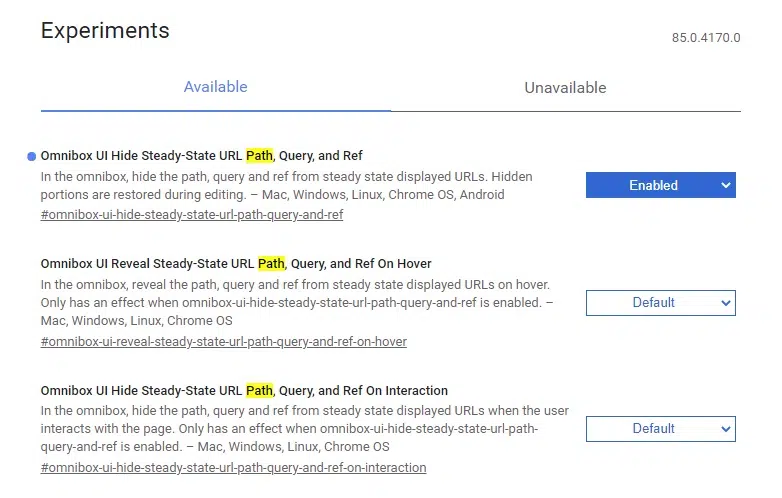 Experiments
85.0.4170.0
Available
Unavailable
Omnibox UI Hide Steady-State URL Path, Query, and Ref
In the omnibox, hide the path, query and ref from steady state displayed URLs. Hidden
portions are restored during editing. – Mac, Windows, Linux, Chrome OS, Android
#omnibox-ui-hide-steady-state-url-path-query-and-ref
Enabled
Omnibox UI Reveal Steady-State URL Path, Query, and Ref On Hover
In the omnibox, reveal the path, query and ref from steady state displayed URLs on hover.
Only has an effect when omnibox-ui-hide-steady-state-url-path-query-and-ref is enabled. –
Mac, Windows, Linux, Chrome OS
#omnibox-ui-reveal-steady-state-url-path-query-and-ref-on-hover
Default
Omnibox UI Hide Steady-State URL Path, Query, and Ref On Interaction
In the omnibox, hide the path, query and ref from steady state displayed URLs when the user
interacts with the page. Only has an effect when omnibox-ui-hide-steady-state-url-path-
query-and-ref is enabled. – Mac, Windows, Linux, Chrome OS
#omnibox-ui-hide-steady-state-url-path-query-and-ref-on-interaction
Default